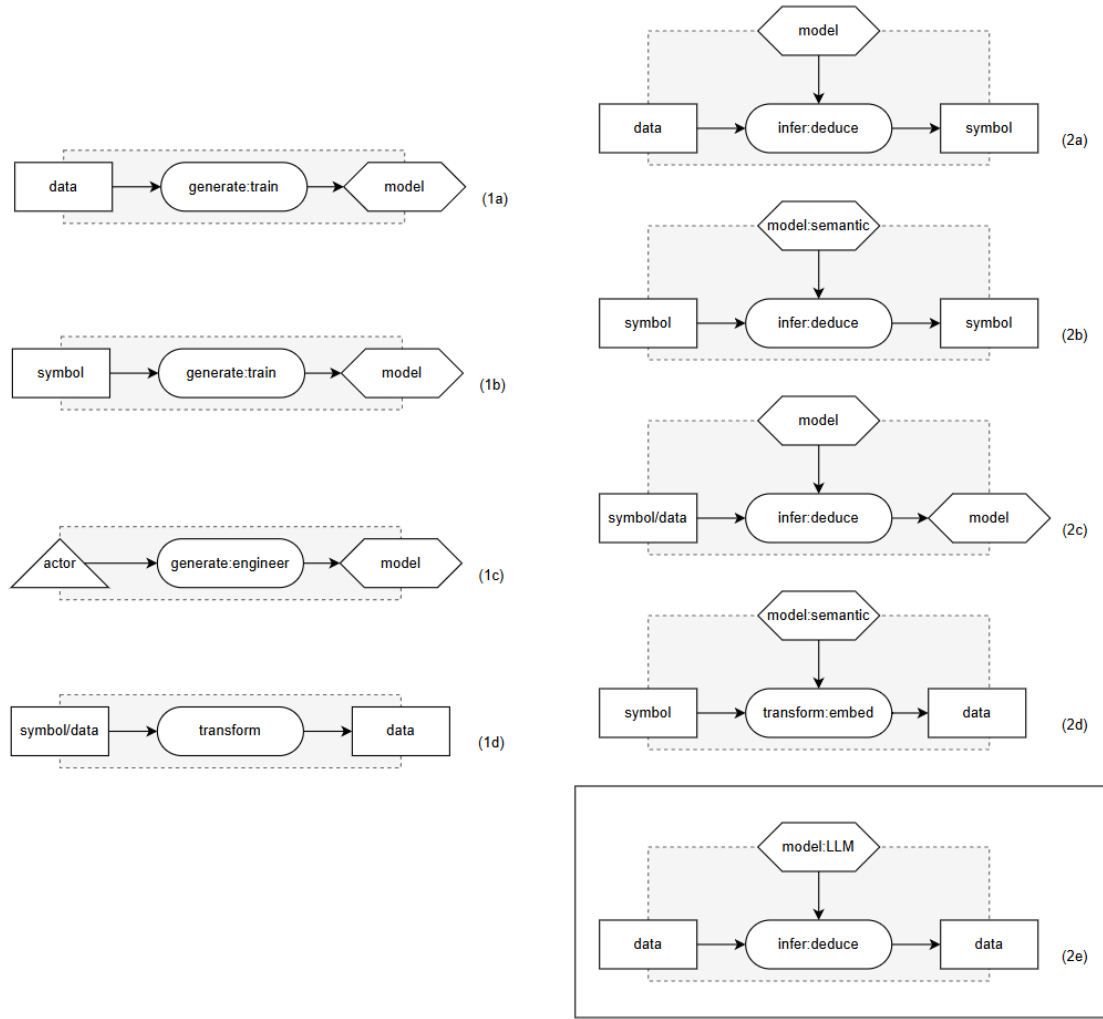 data
generate:train
model
(1a)
symbol
generate:train
model
(1b)
actor
generate:engineer
model
(1c)
symbol/data
transform
data
(1d)
model
data
infer:deduce
symbol
(2a)
model:semantic
symbol
infer:deduce
symbol
(2b)
model
symbol/data
infer:deduce
model
(2c)
model:semantic
symbol
transform:embed
data
(2d)
model:LLM
data
infer:deduce
data
(2e)